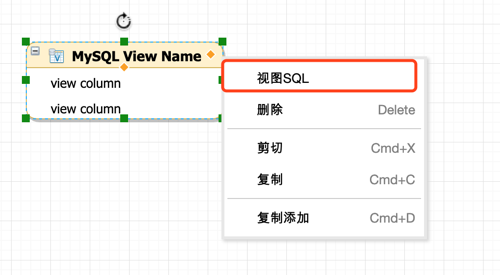 MySQL View Name
view column
view column
视图SQL
删除 Delete
剪切 Cmd+X
复制 Cmd+C
复制添加 Cmd+D